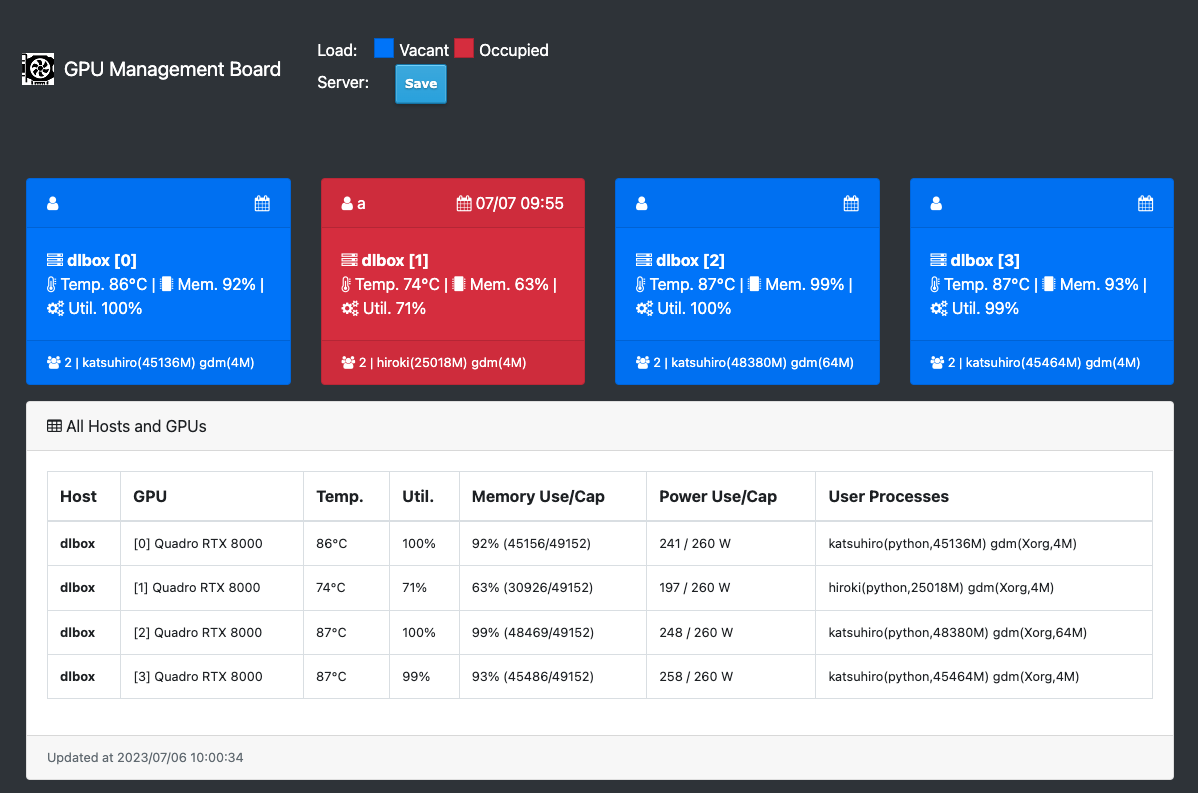 GPU Management Board
Load: Vacant Occupied
Server: Save
dlbox [0]
Temp. 86°C | Mem. 92% |
Util. 100%
2 | katsuhiro(45136M) gdm(4M)
a 07/07 09:55
dlbox [1]
Temp. 74°C | Mem. 63% |
Util. 71%
2 | hiroki(25018M) gdm(4M)
dlbox [2]
Temp. 87°C | Mem. 99% |
Util. 100%
2 | katsuhiro(48380M) gdm(64M)
dlbox [3]
Temp. 87°C | Mem. 93% |
Util. 99%
2 | katsuhiro(45464M) gdm(4M)
All Hosts and GPUs
Host GPU Temp. Util. Memory Use/Cap Power Use/Cap User Processes
dlbox [0] Quadro RTX 8000 86°C 100% 92% (45156/49152) 241 / 260 W katsuhiro(python,45136M) gdm(Xorg,4M)
dlbox [1] Quadro RTX 8000 74°C 71% 63% (30926/49152) 197 / 260 W hiroki(python,25018M) gdm(Xorg,4M)
dlbox [2] Quadro RTX 8000 87°C 100% 99% (48469/49152) 248 / 260 W katsuhiro(python,48380M) gdm(Xorg,64M)
dlbox [3] Quadro RTX 8000 87°C 99% 93% (45486/49152) 258 / 260 W katsuhiro(python,45464M) gdm(Xorg,4M)
Updated at 2023/07/06 10:00:34